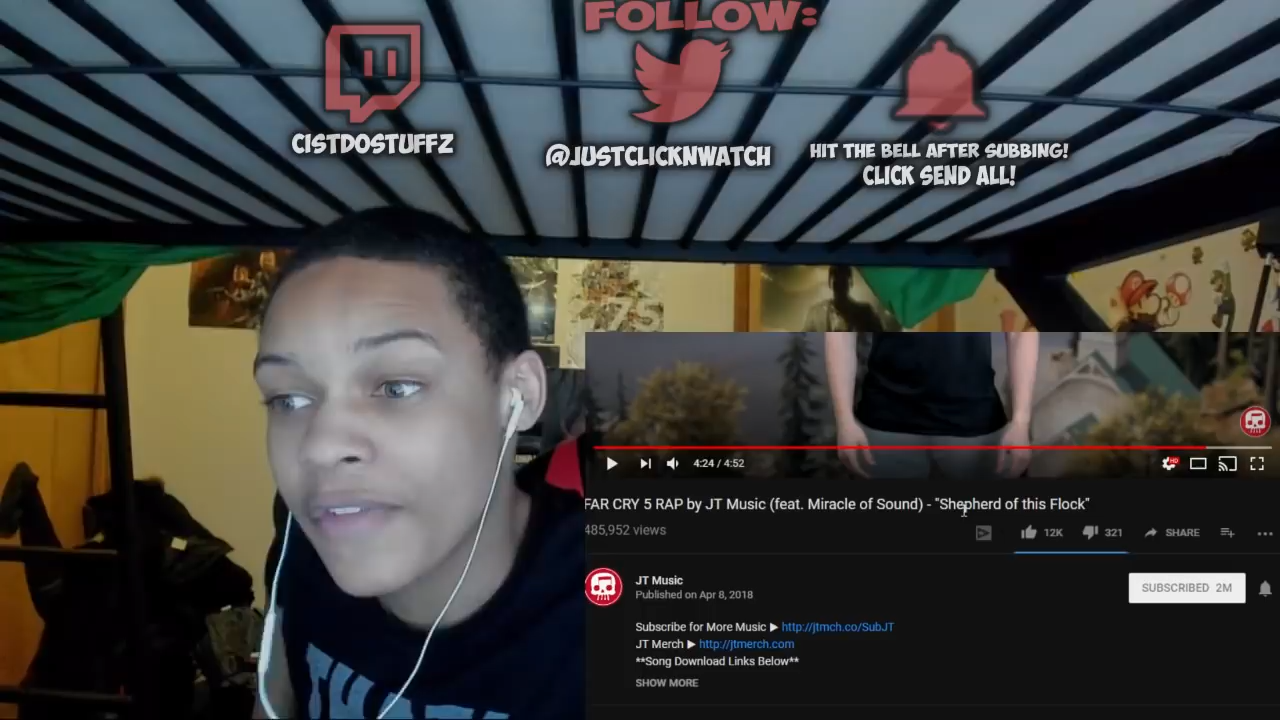 FOLLOW:
CISTDOSTUFFZ
@JUSTCLICKNWATCH
HIT THE BELL AFTER SUBBING!
CLICK SEND ALL!
75
4:24 / 4:52
HD
FAR CRY 5 RAP by JT Music (feat. Miracle of Sound) - "Shepherd of this Flock"
485,952 views
12K
321
SHARE
JT Music
Published on Apr 8, 2018
SUBSCRIBED 2M
Subscribe for More Music ▶ http://jtmch.co/SubJT
JT Merch ▶ http://jtmerch.com
**Song Download Links Below**
SHOW MORE